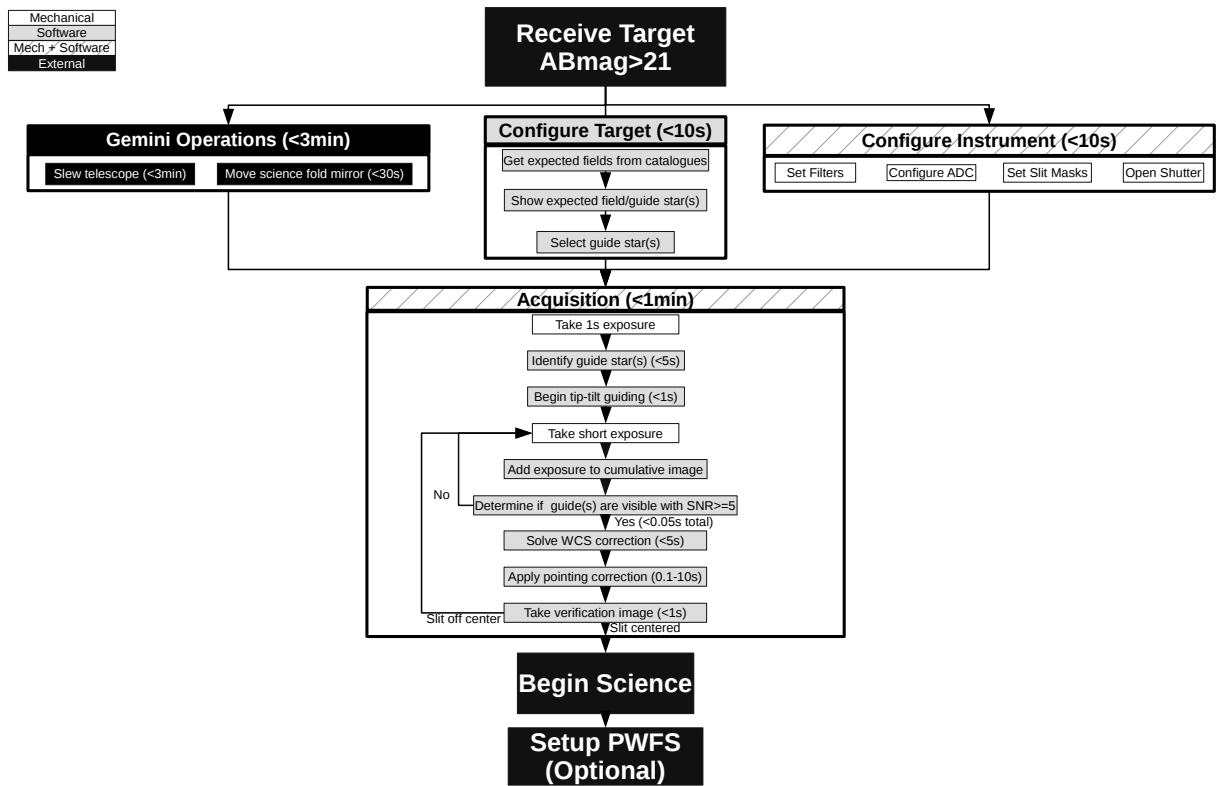 Mechanical
Software
Mech + Software
External
Receive Target
ABmag>21
Gemini Operations (<3min)
Slew telescope (<3min)
Move science fold mirror (<30s)
Configure Target (<10s)
Get expected fields from catalogues
Show expected field/guide star(s)
Select guide star(s)
Configure Instrument (<10s)
Set Filters
Configure ADC
Set Slit Masks
Open Shutter
Acquisition (<1min)
Take 1s exposure
Identify guide star(s) (<5s)
Begin tip-tilt guiding (<1s)
Take short exposure
Add exposure to cumulative image
No
Determine if  guide(s) are visible with SNR>=5
Yes (<0.05s total)
Solve WCS correction (<5s)
Apply pointing correction (0.1-10s)
Take verification image (<1s)
Slit off center
Slit centered
Begin Science
Setup PWFS
(Optional)